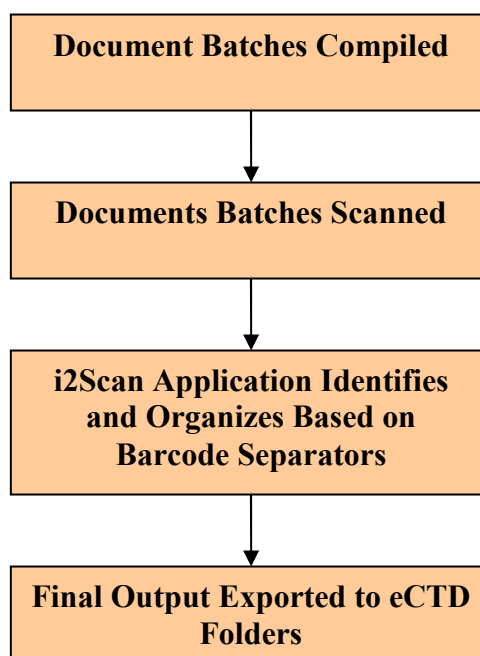 Document Batches Compiled
Documents Batches Scanned
i2Scan Application Identifies
and Organizes Based on
Barcode Separators
Final Output Exported to eCTD
Folders